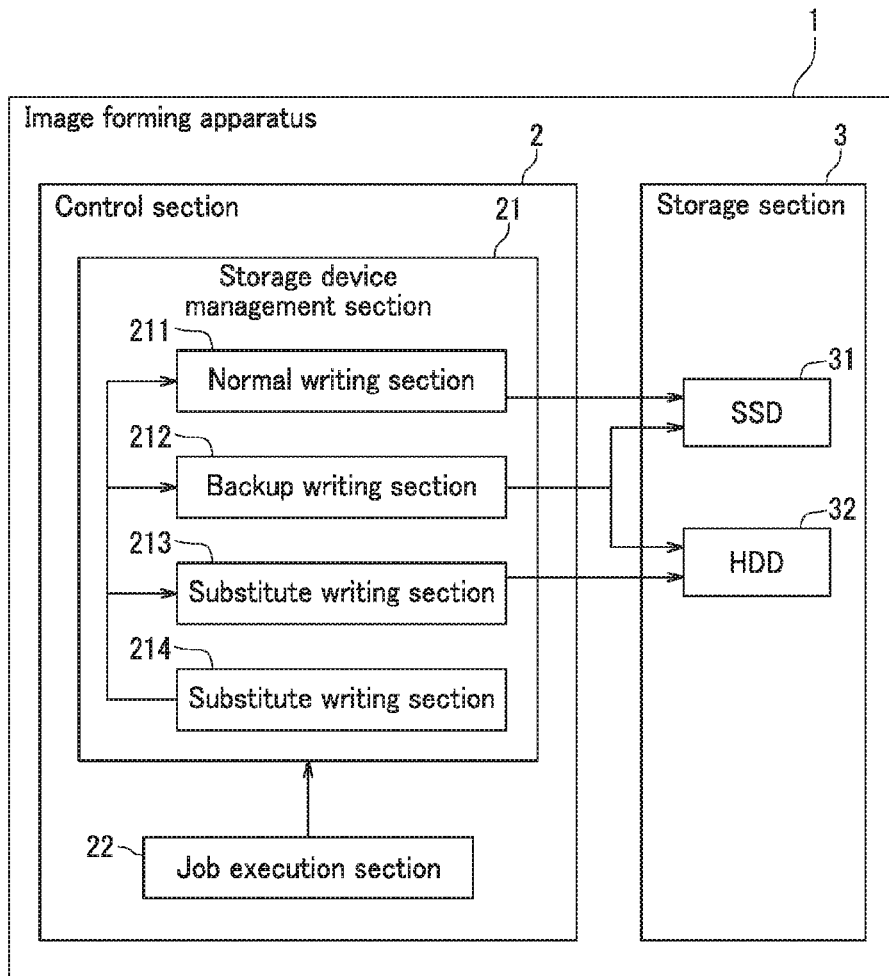 1
Image forming apparatus
2
3
Control section
Storage section
21
Storage device
management section
211
Normal writing section
31
SSD
212
Backup writing section
32
HDD
213
Substitute writing section
214
Substitute writing section
22
Job execution section